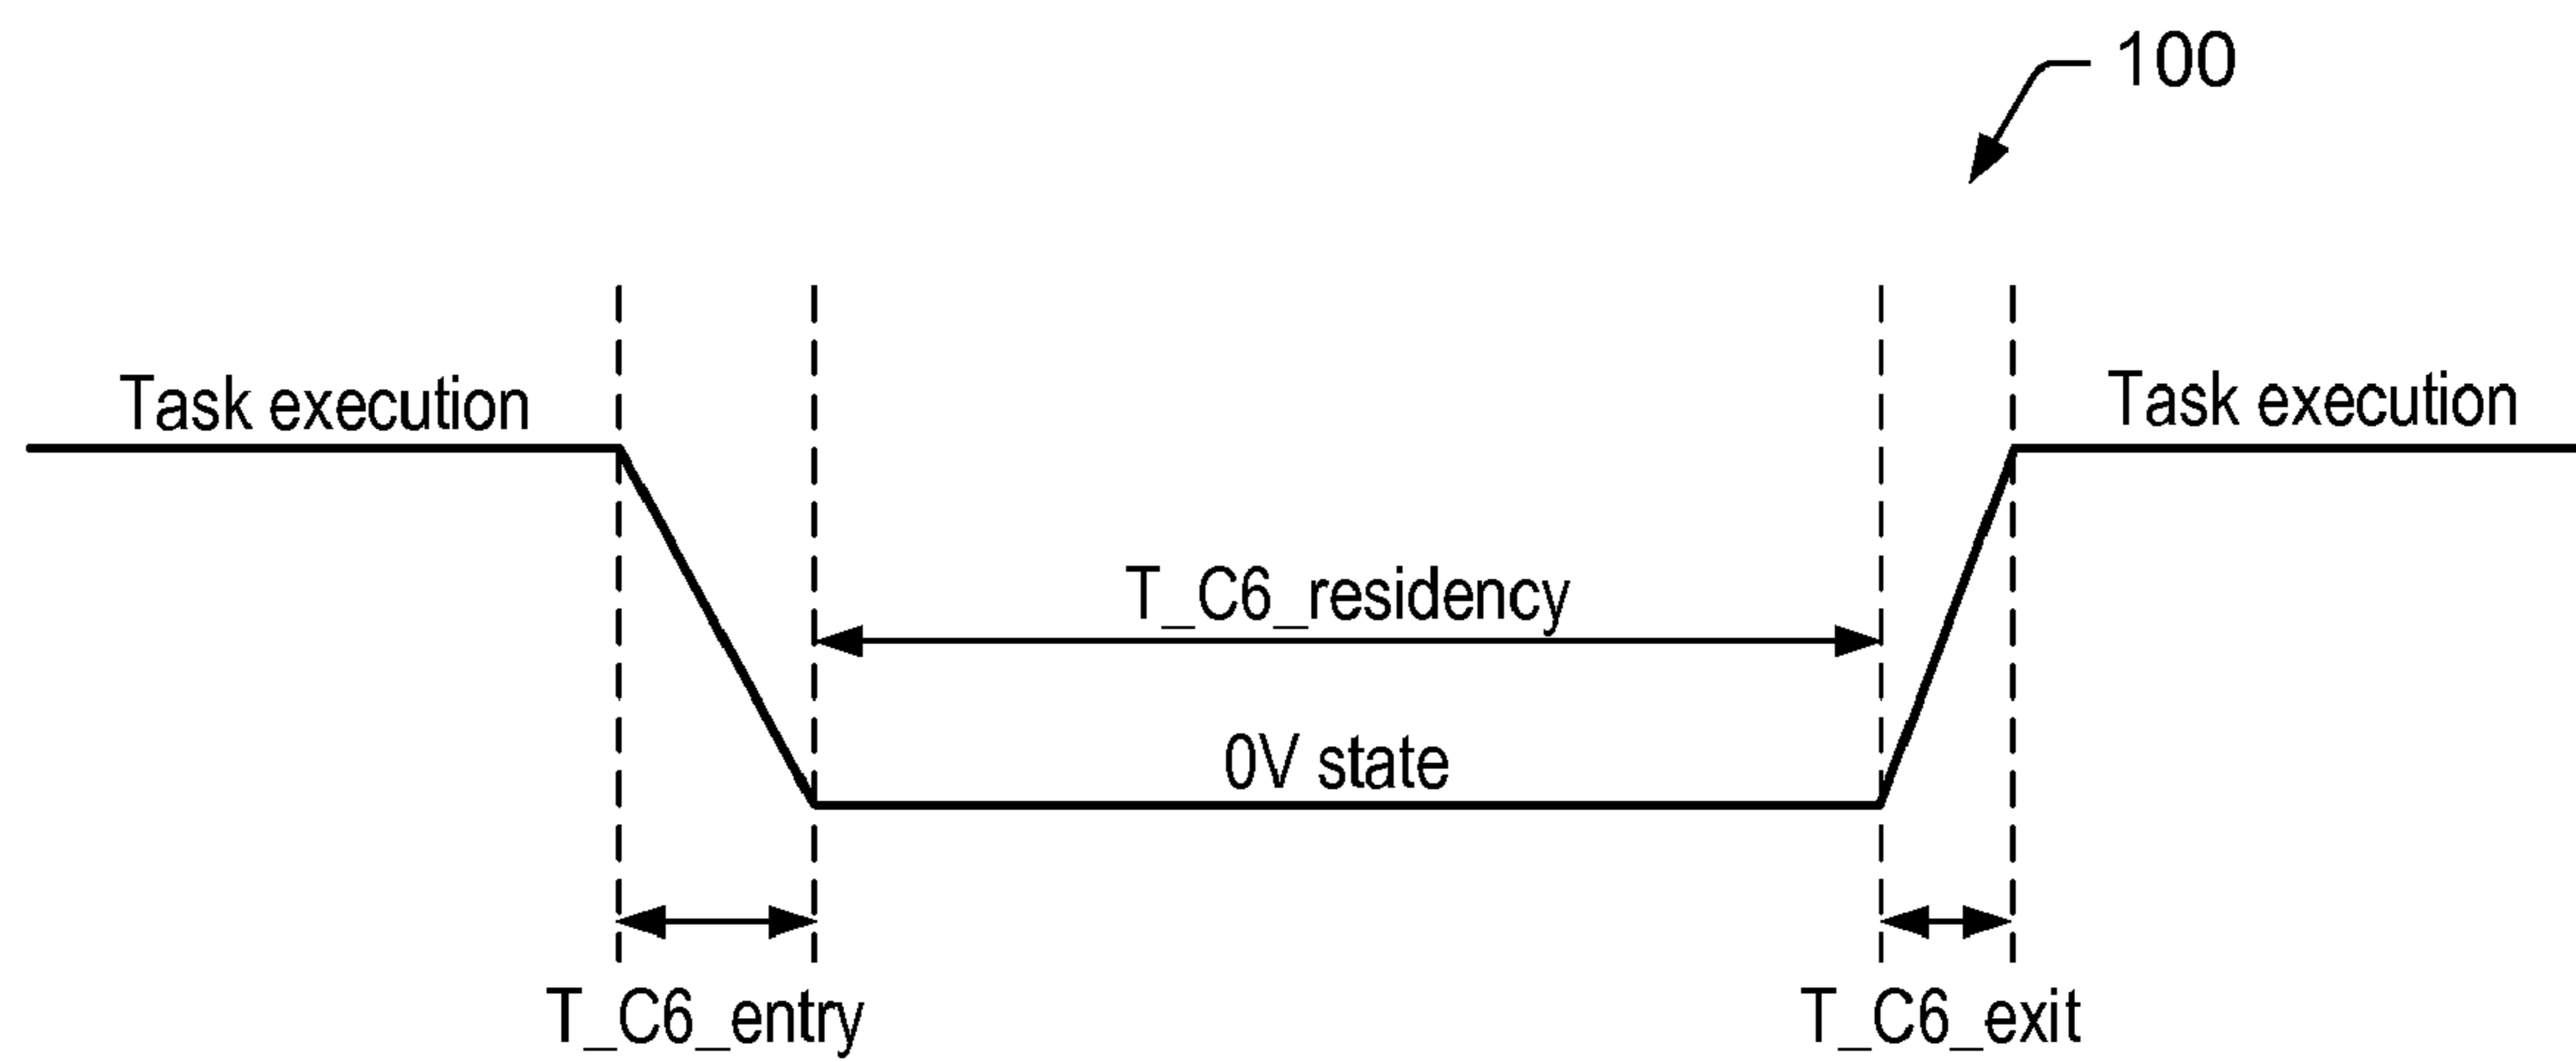 100
Task execution
Task execution
T_C6_residency
0V state
T_C6_entry
T_C6_exit